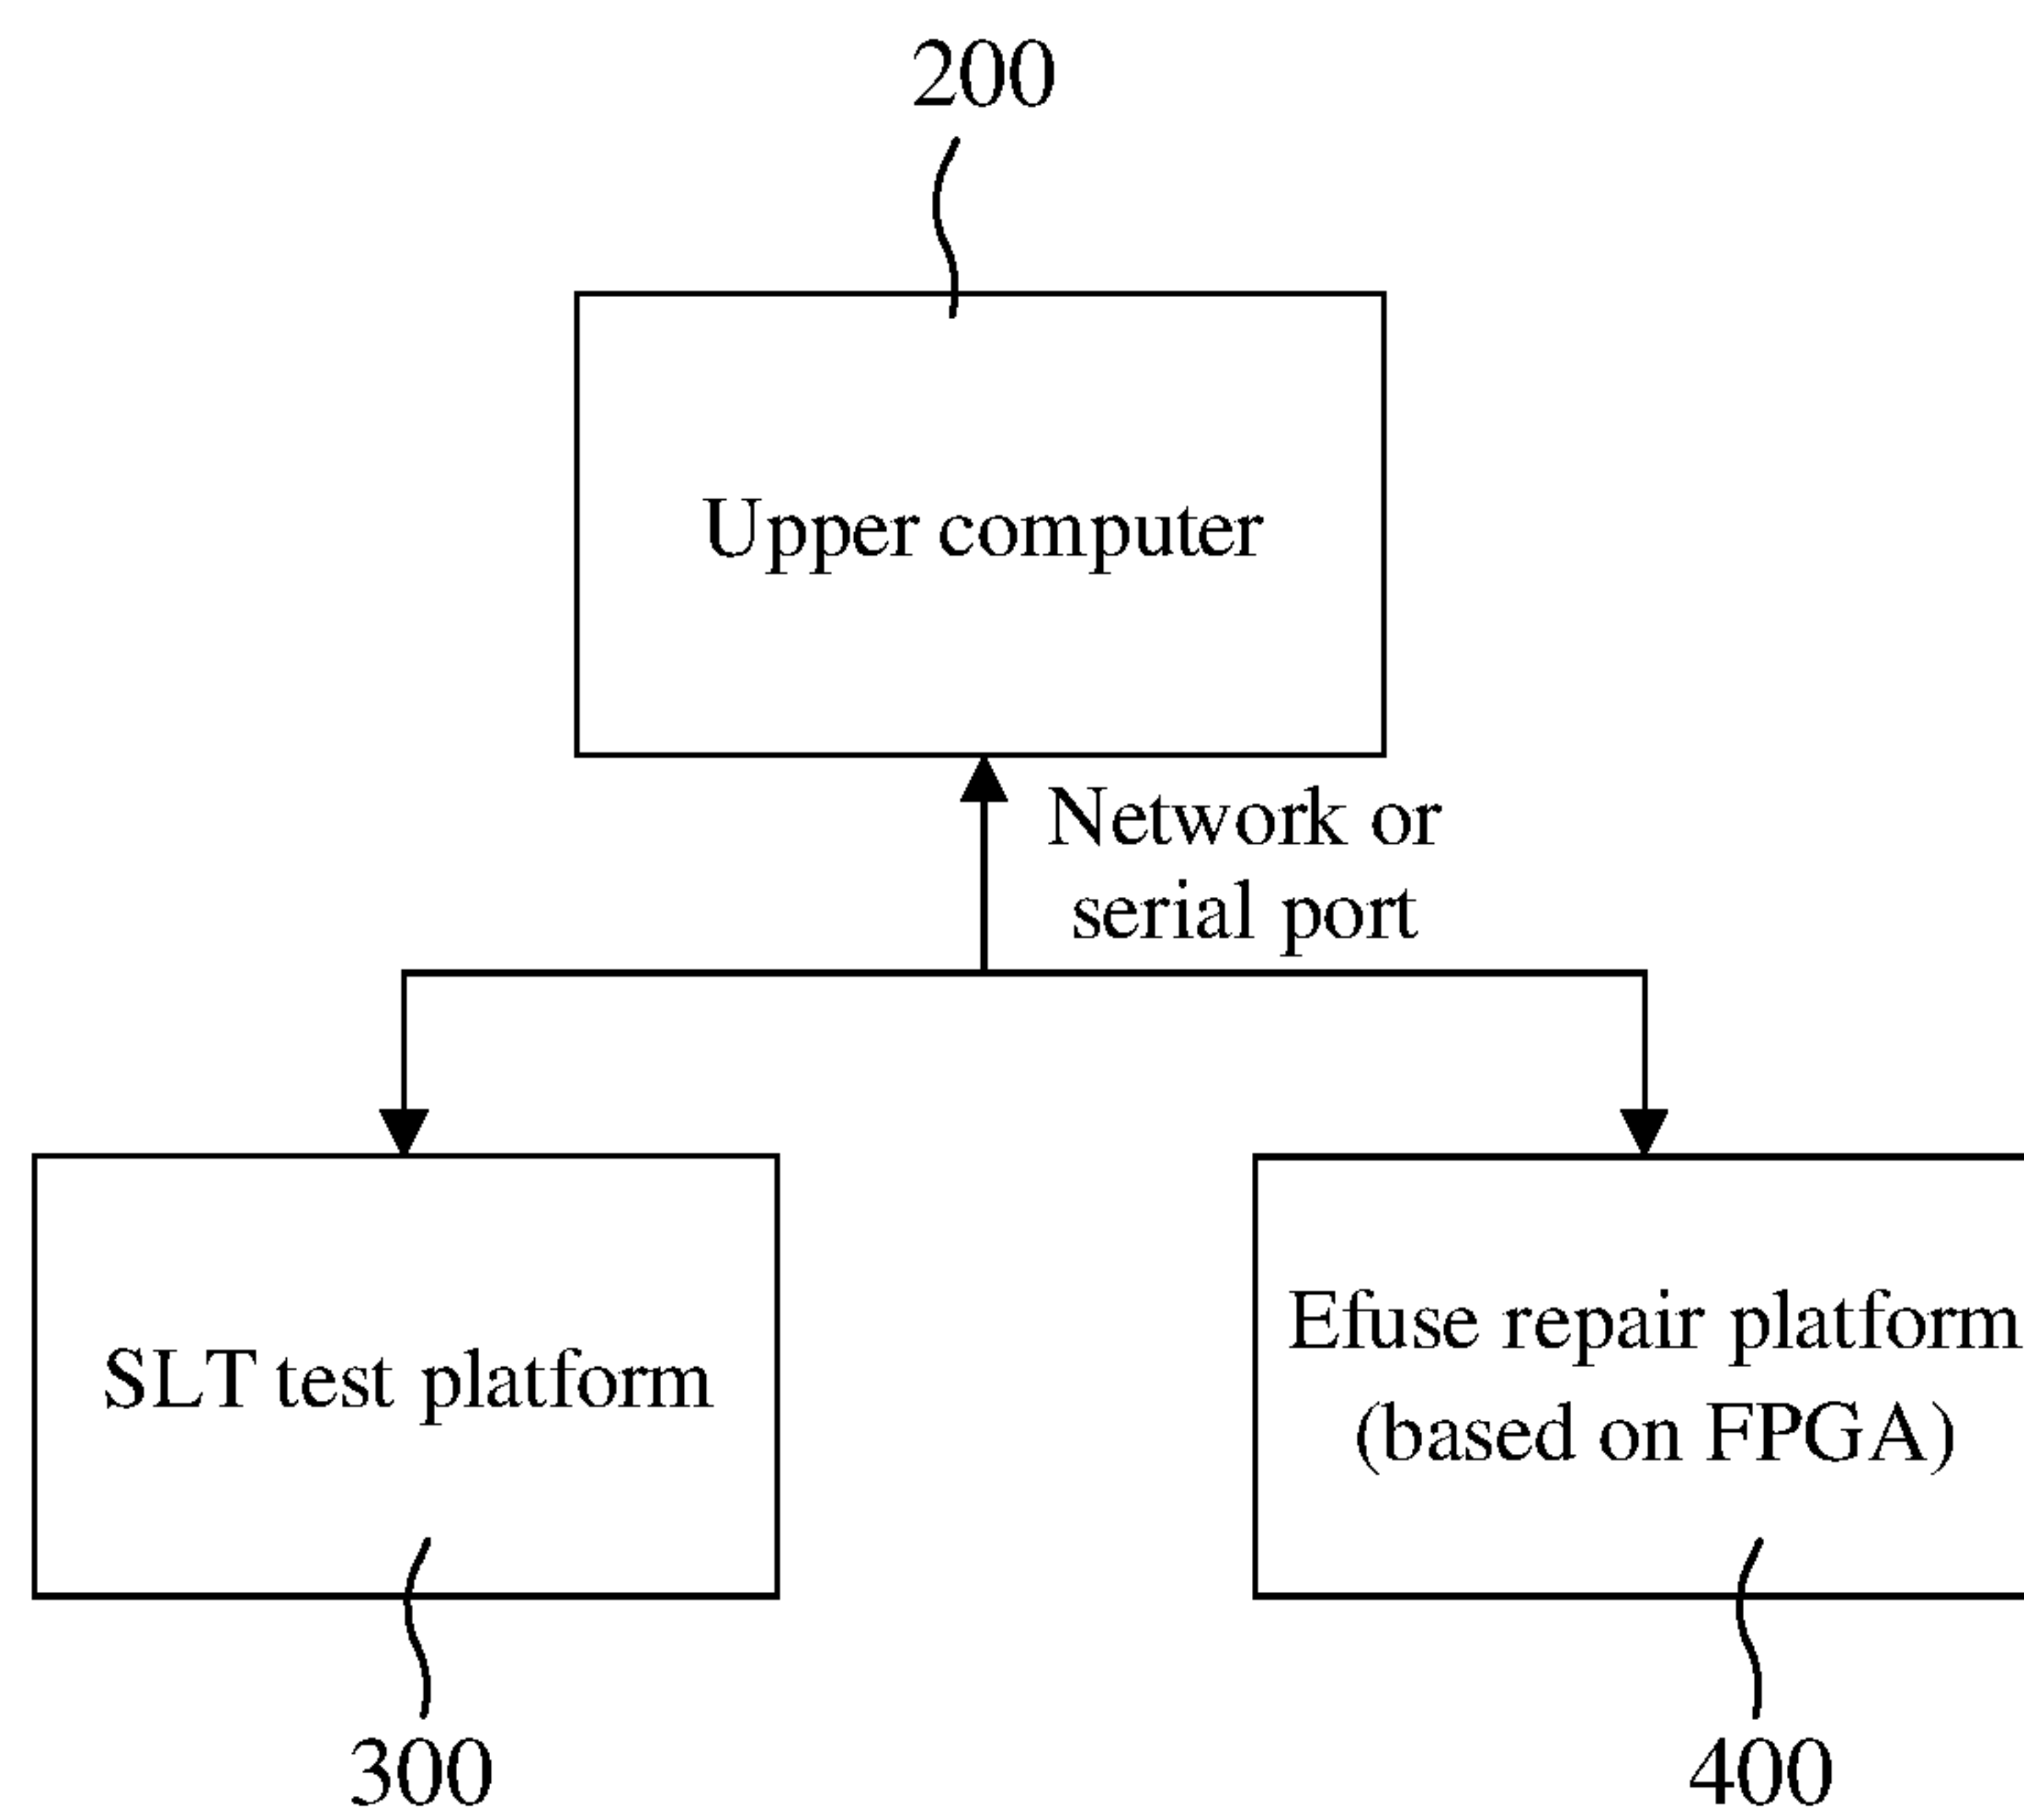 200
Upper computer
Network or
serial port
SLT test platform
Efuse repair platform
(based on FPGA)
300
400